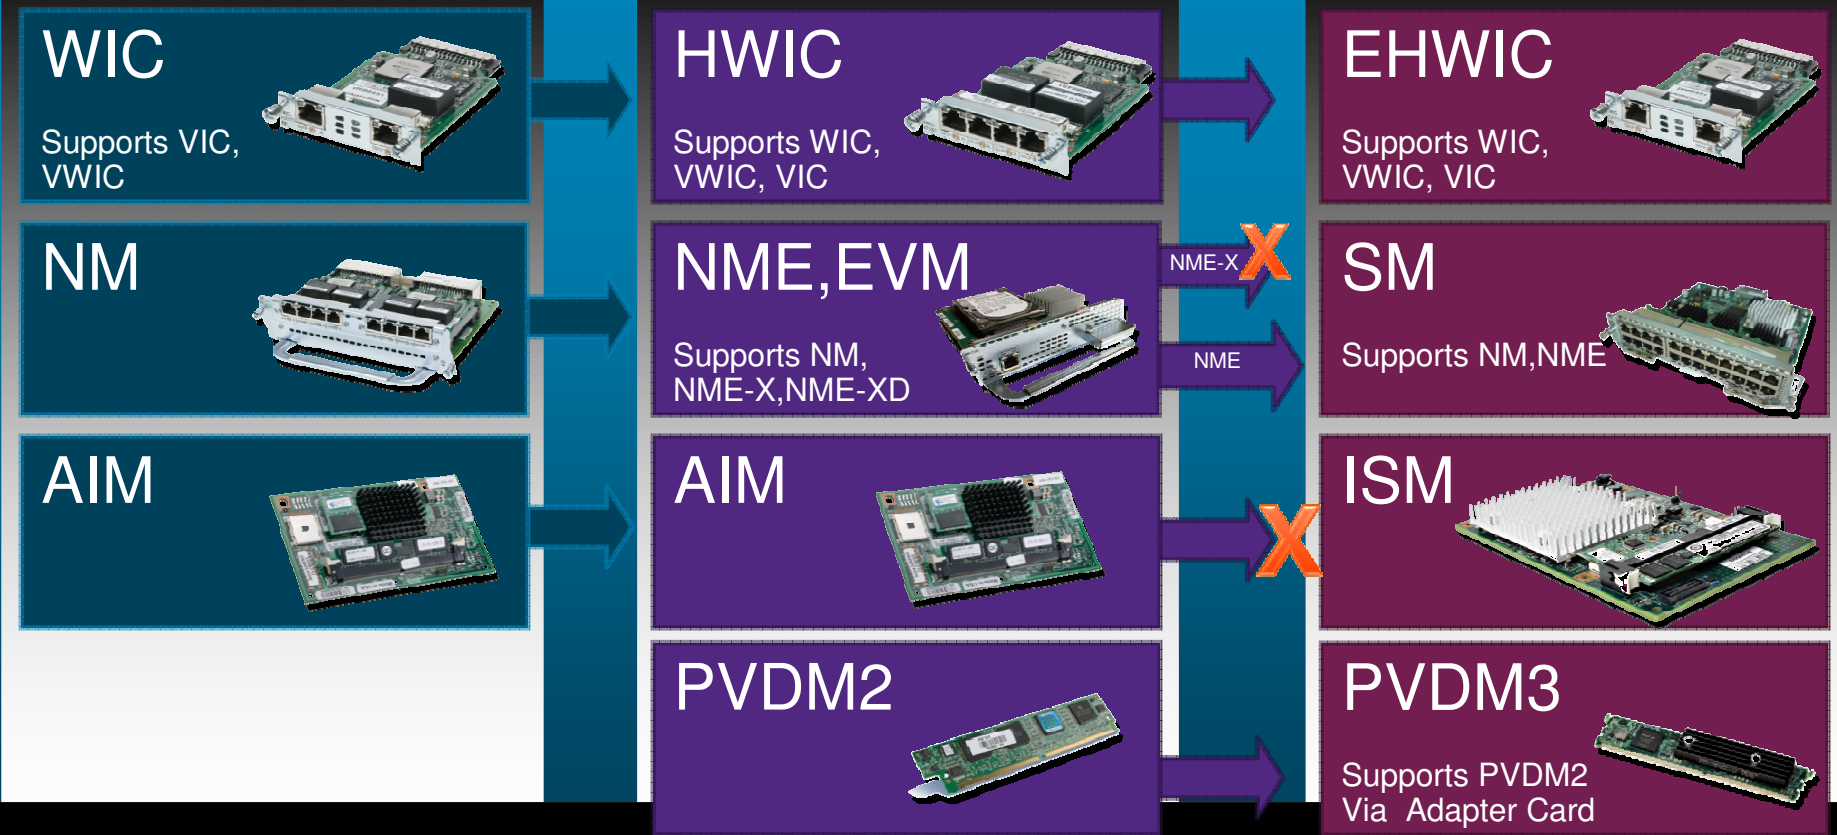 WIC
Supports VIC,
VWIC
HWIC
Supports WIC,
VWIC, VIC
EHWIC
Supports WIC,
VWIC, VIC
NM
NME,EVM
Supports NM,
NME-X,NME-XD
NME-X
X
NME
SM
Supports NM,NME
AIM
AIM
X
ISM
PVDM2
PVDM3
Supports PVDM2
Via Adapter Card